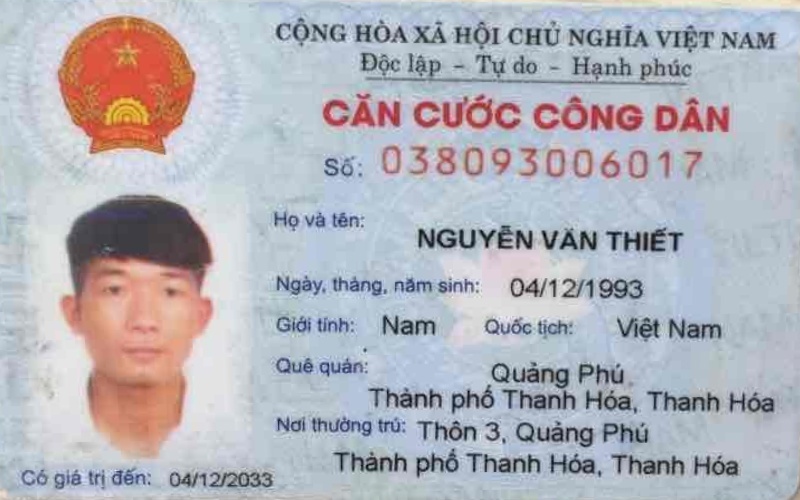 CỘNG HÒA XÃ HỘI CHỦ NGHĨA VIỆT NAM
Độc lập - Tự do - Hạnh phúc
CĂN CƯỚC CÔNG DÂN
Số: 038093006017
Họ và tên:
NGUYỄN VĂN THIẾT
Ngày, tháng, năm sinh: 04/12/1993
Giới tính: Nam Quốc tịch: Việt Nam
Quê quán: Quảng Phú
Thành phố Thanh Hóa, Thanh Hóa
Nơi thường trú: Thôn 3, Quảng Phú
Thành phố Thanh Hóa, Thanh Hóa
Có giá trị đến: 04/12/2033